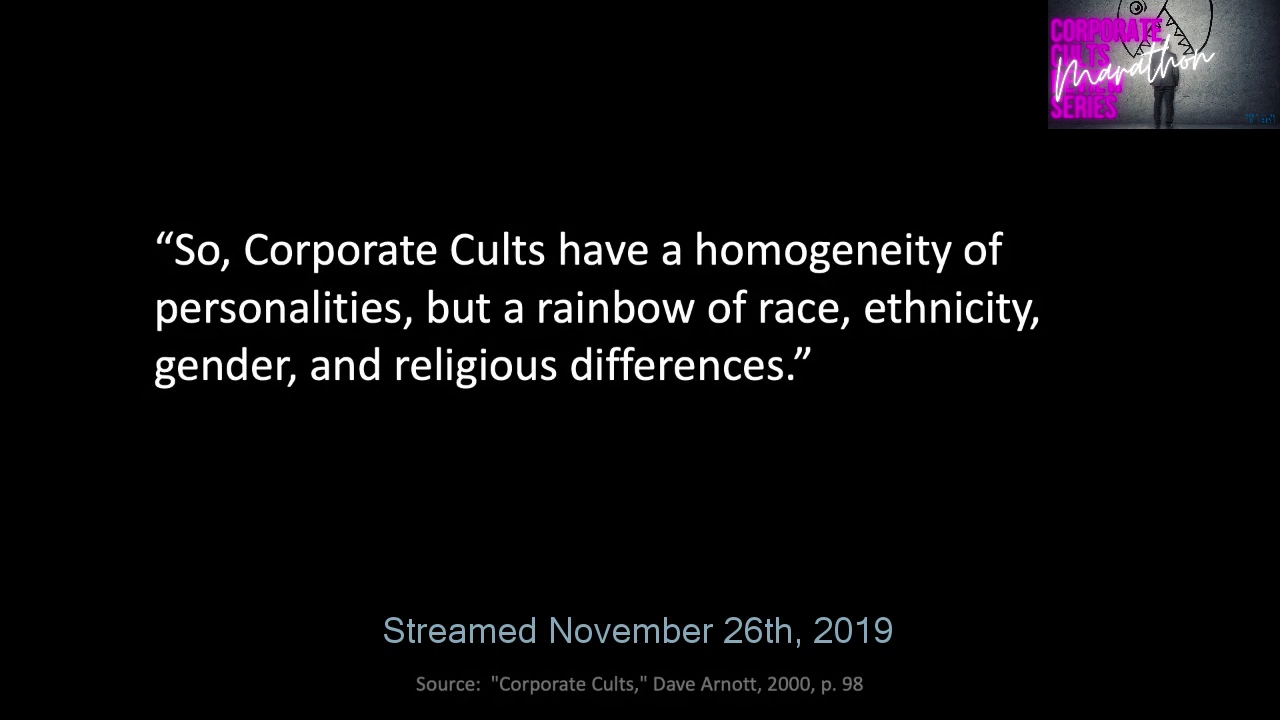 CORPORATE
CULTS
Marathon
SERIES
“So, Corporate Cults have a homogeneity of
personalities, but a rainbow of race, ethnicity,
gender, and religious differences.”
Streamed November 26th, 2019
Source:  "Corporate Cults," Dave Arnott, 2000, p. 98